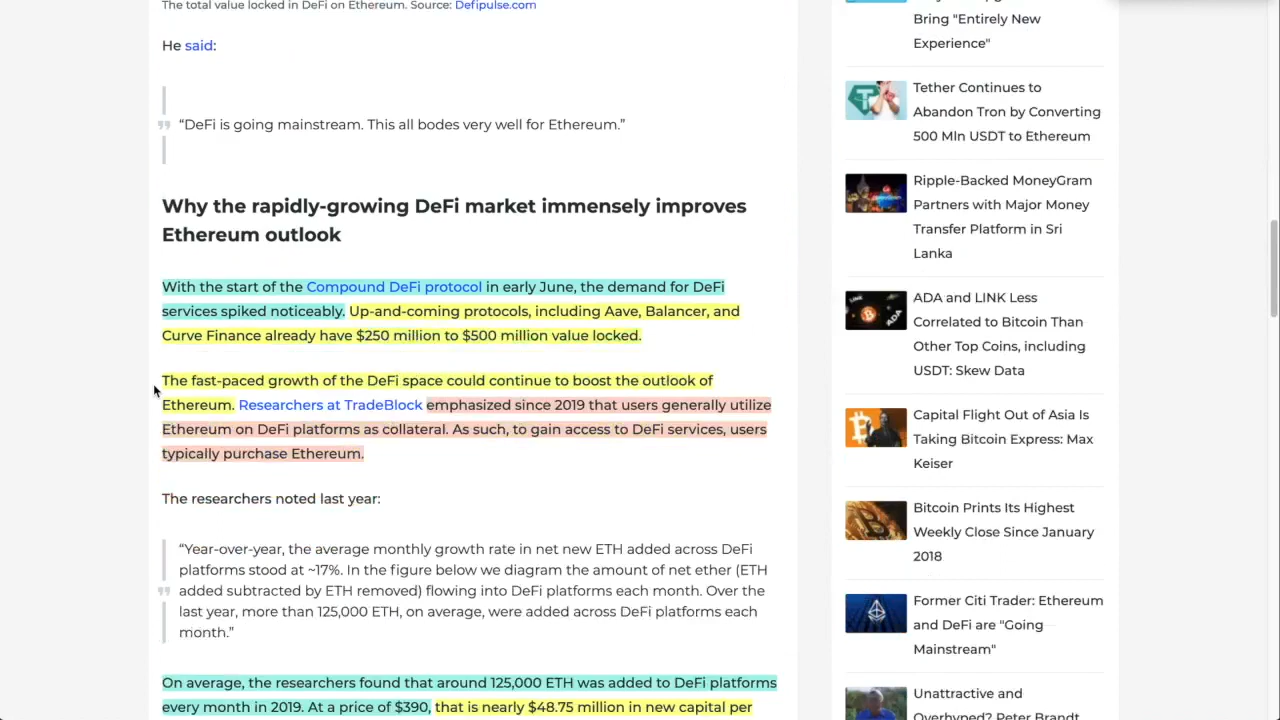 The total value locked in DeFi on Ethereum. Source: Defipulse.com
He said:
“DeFi is going mainstream. This all bodes very well for Ethereum.”
Why the rapidly-growing DeFi market immensely improves
Ethereum outlook
With the start of the Compound DeFi protocol in early June, the demand for DeFi
services spiked noticeably. Up-and-coming protocols, including Aave, Balancer, and
Curve Finance already have $250 million to $500 million value locked.
The fast-paced growth of the DeFi space could continue to boost the outlook of
Ethereum. Researchers at TradeBlock emphasized since 2019 that users generally utilize
Ethereum on DeFi platforms as collateral. As such, to gain access to DeFi services, users
typically purchase Ethereum.
The researchers noted last year:
“Year-over-year, the average monthly growth rate in net new ETH added across DeFi
platforms stood at ~17%. In the figure below we diagram the amount of net ether (ETH
added subtracted by ETH removed) flowing into DeFi platforms each month. Over the
last year, more than 125,000 ETH, on average, were added across DeFi platforms each
month.”
On average, the researchers found that around 125,000 ETH was added to DeFi platforms
every month in 2019. At a price of $390, that is nearly $48.75 million in new capital per
Bring "Entirely New
Experience"
Tether Continues to
Abandon Tron by Converting
500 Mln USDT to Ethereum
Ripple-Backed MoneyGram
Partners with Major Money
Transfer Platform in Sri
Lanka
ADA and LINK Less
Correlated to Bitcoin Than
Other Top Coins, including
USDT: Skew Data
Capital Flight Out of Asia Is
Taking Bitcoin Express: Max
Keiser
Bitcoin Prints Its Highest
Weekly Close Since January
2018
Former Citi Trader: Ethereum
and DeFi are "Going
Mainstream"
Unattractive and
Overhyped? Peter Brandt